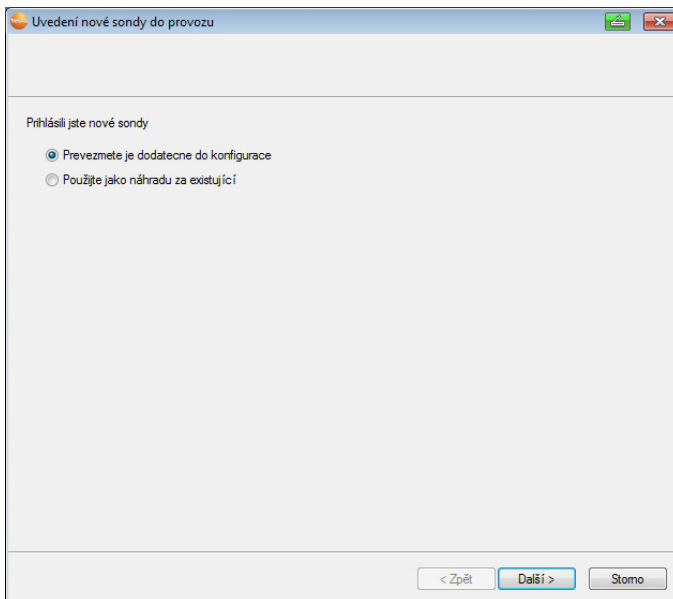 testo
Uvedení nové sondy do provozu
Prihlásili jste nové sondy
Prevezmete je dodatecne do konfigurace
Použijte jako náhradu za existující
< Zpět
Další >
Storno